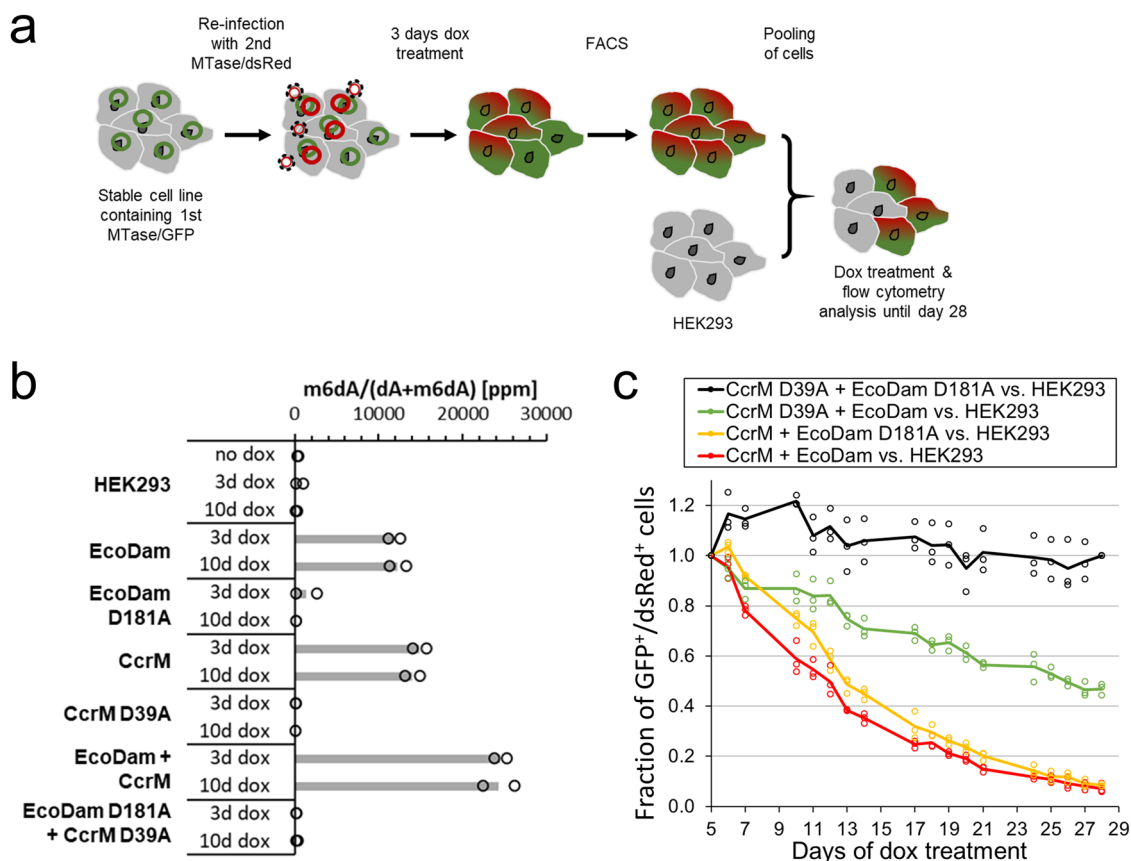 a
Re-infection
with 2nd
MTase/dsRed
3 days dox
treatment
FACS
Pooling
of cells
Stable cell line
containing 1st
MTase/GFP
HEK293
Dox treatment &
flow cytometry
analysis until day 28
b
m6dA/(dA+m6dA) [ppm]
0 10000 20000 30000
HEK293
no dox
3d dox
10d dox
EcoDam
3d dox
10d dox
EcoDam
D181A
3d dox
10d dox
CcrM
3d dox
10d dox
CcrM D39A
3d dox
10d dox
EcoDam +
CcrM
3d dox
10d dox
EcoDam D181A
+ CcrM D39A
3d dox
10d dox
c
CcrM D39A + EcoDam D181A vs. HEK293
CcrM D39A + EcoDam vs. HEK293
CcrM + EcoDam D181A vs. HEK293
CcrM + EcoDam vs. HEK293
Fraction of GFP⁺/dsRed⁺ cells
1.2
1.0
0.8
0.6
0.4
0.2
0.0
5 7 9 11 13 15 17 19 21 23 25 27 29
Days of dox treatment